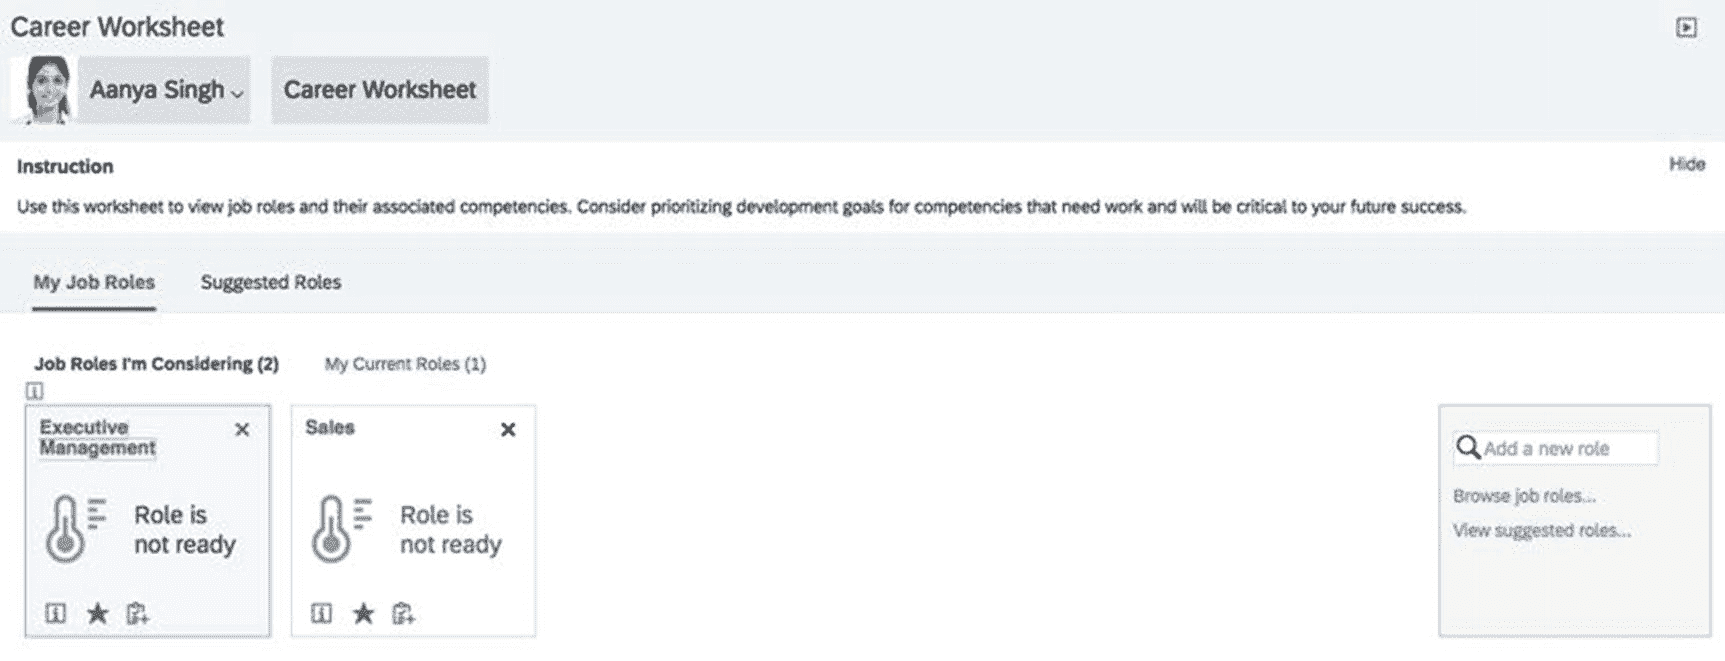 Career Worksheet
Aanya Singh
Career Worksheet
Instruction
Hide
Use this worksheet to view job roles and their associated competencies. Consider prioritizing development goals for competencies that need work and will be critical to your future success.
My Job Roles
Suggested Roles
Job Roles I'm Considering (2)
My Current Roles (1)
Executive
Management
Role is
not ready
Sales
Role is
not ready
Add a new role
Browse job roles...
View suggested roles...